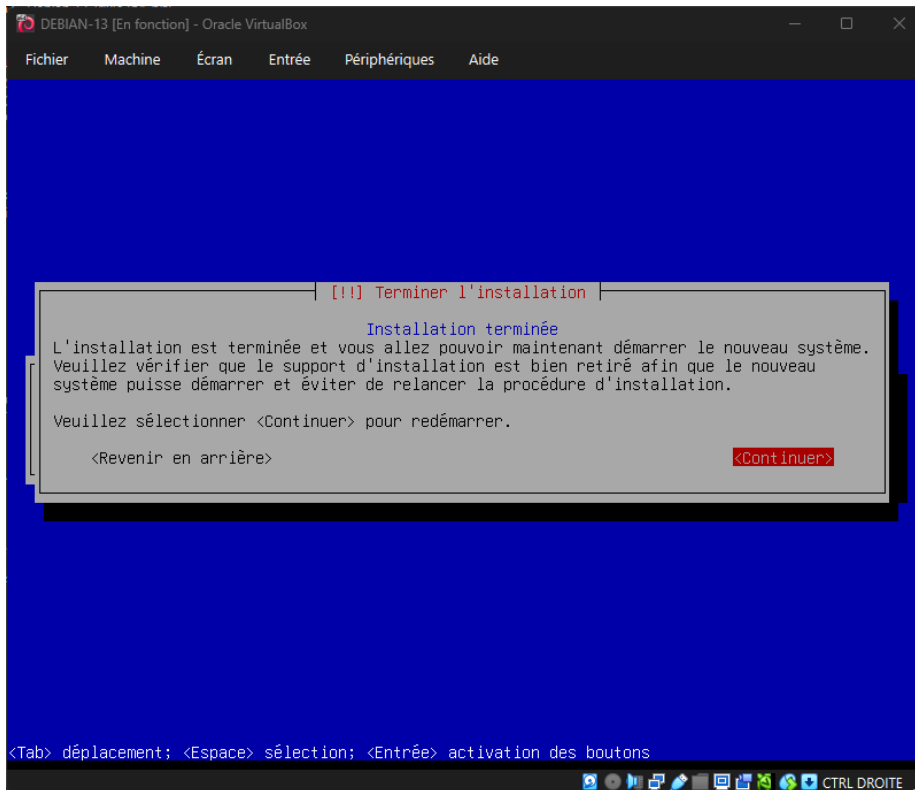 DEBIAN-13 [En fonction] - Oracle VirtualBox
Fichier Machine Écran Entrée Périphériques Aide
[!!] Terminer l'installation
Installation terminée
L'installation est terminée et vous allez pouvoir maintenant démarrer le nouveau système.
Veuillez vérifier que le support d'installation est bien retiré afin que le nouveau
système puisse démarrer et éviter de relancer la procédure d'installation.
Veuillez sélectionner <Continuer> pour redémarrer.
<Revenir en arrière> <Continuer>
<Tab> déplacement; <Espace> sélection; <Entrée> activation des boutons
CTRL DROITE